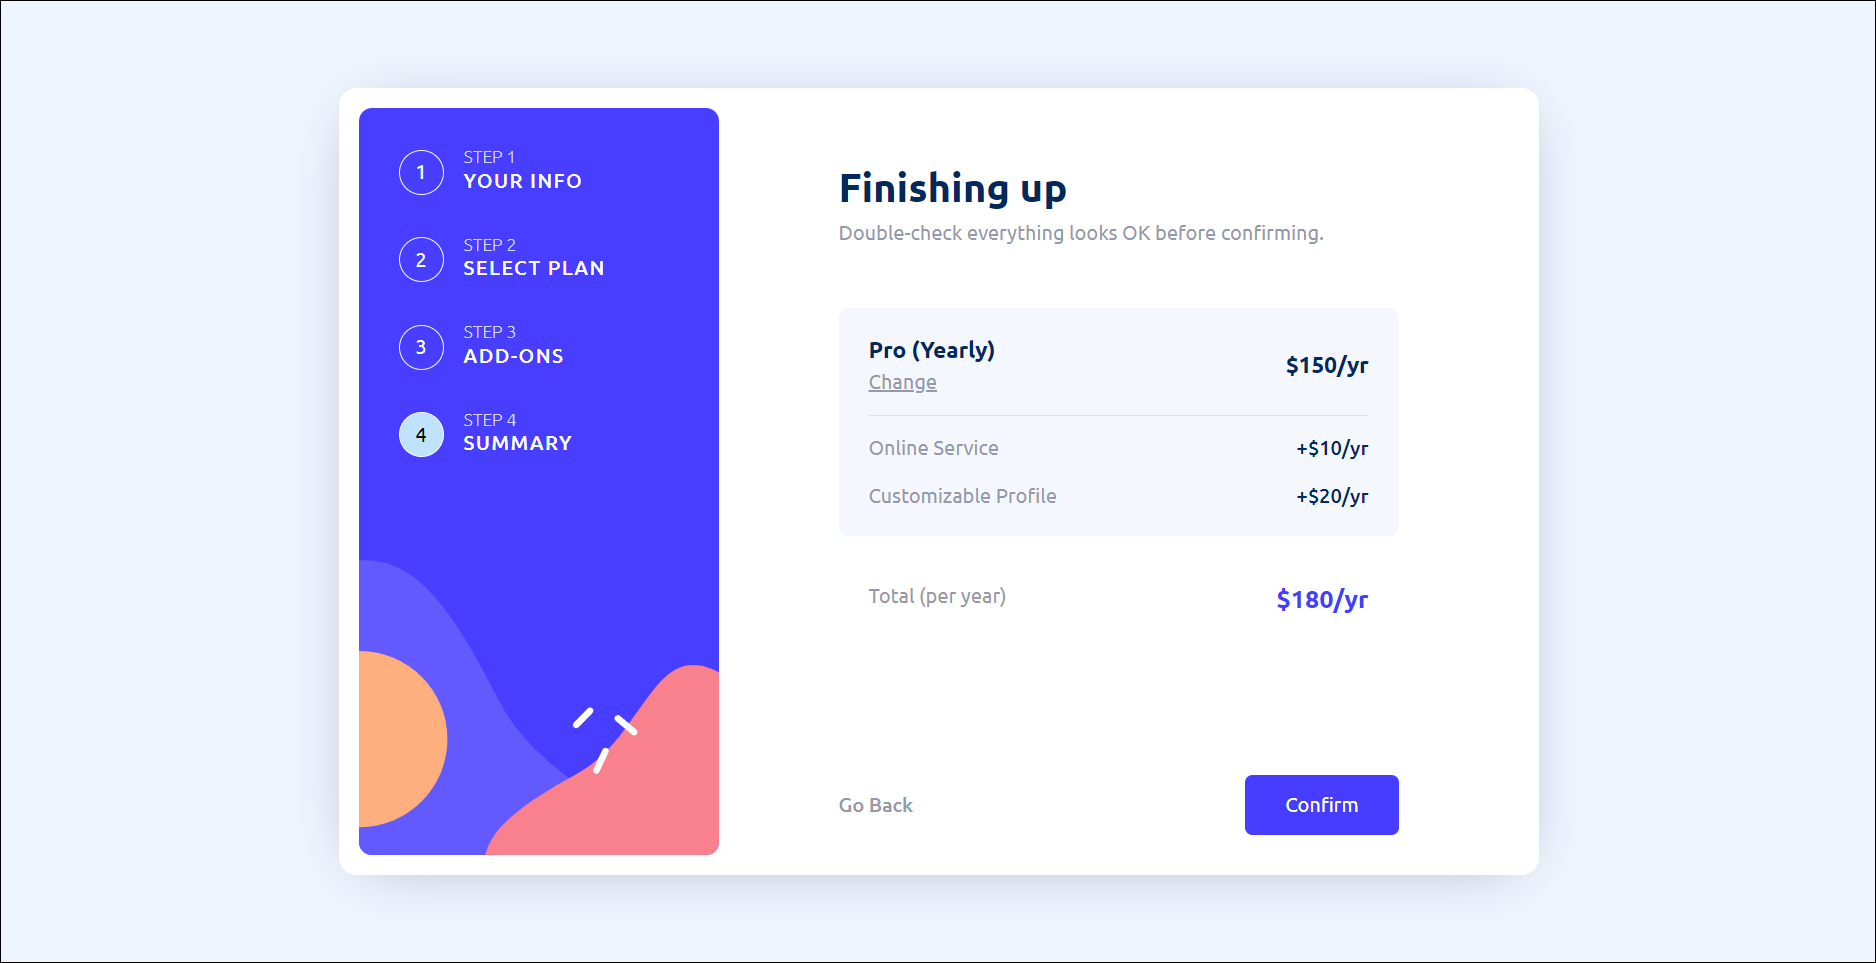 1
STEP 1
YOUR INFO
2
STEP 2
SELECT PLAN
3
STEP 3
ADD-ONS
4
STEP 4
SUMMARY
Finishing up
Double-check everything looks OK before confirming.
Pro (Yearly)
Change
$150/yr
Online Service +$10/yr
Customizable Profile +$20/yr
Total (per year) $180/yr
Go Back
Confirm